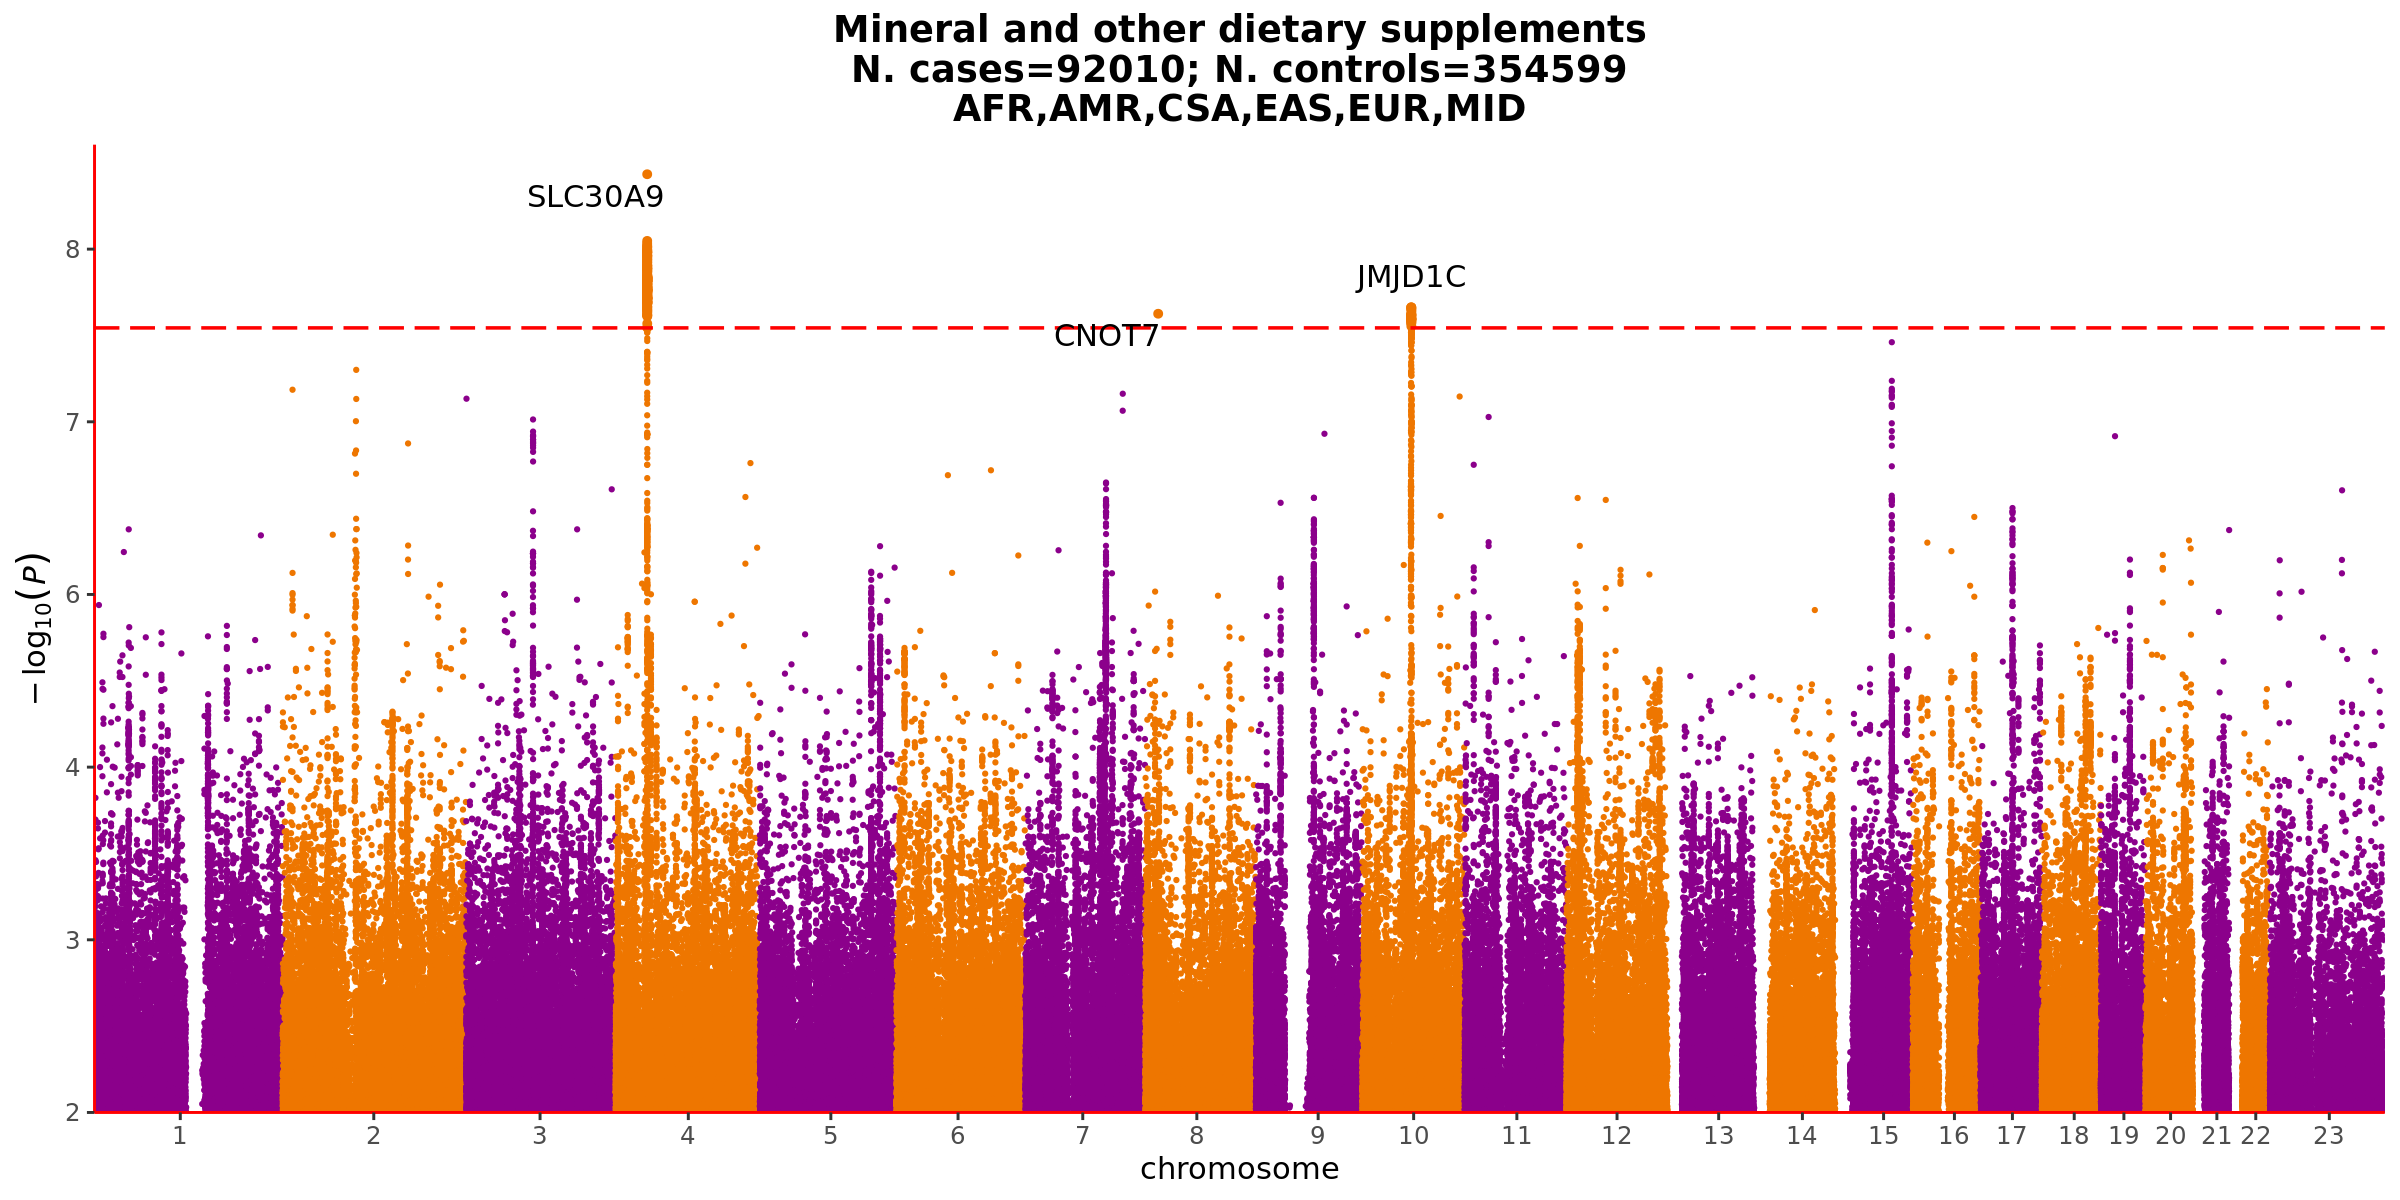 Mineral and other dietary supplements
N. cases=92010; N. controls=354599
AFR,AMR,CSA,EAS,EUR,MID
SLC30A9
JMJD1C
CNOT7
8
7
6
4
3
2
−log10(P)
1 2 3 4 5 6 7 8 9 10 11 12 13 14 15 16 17 18 19 20 21 22 23
chromosome